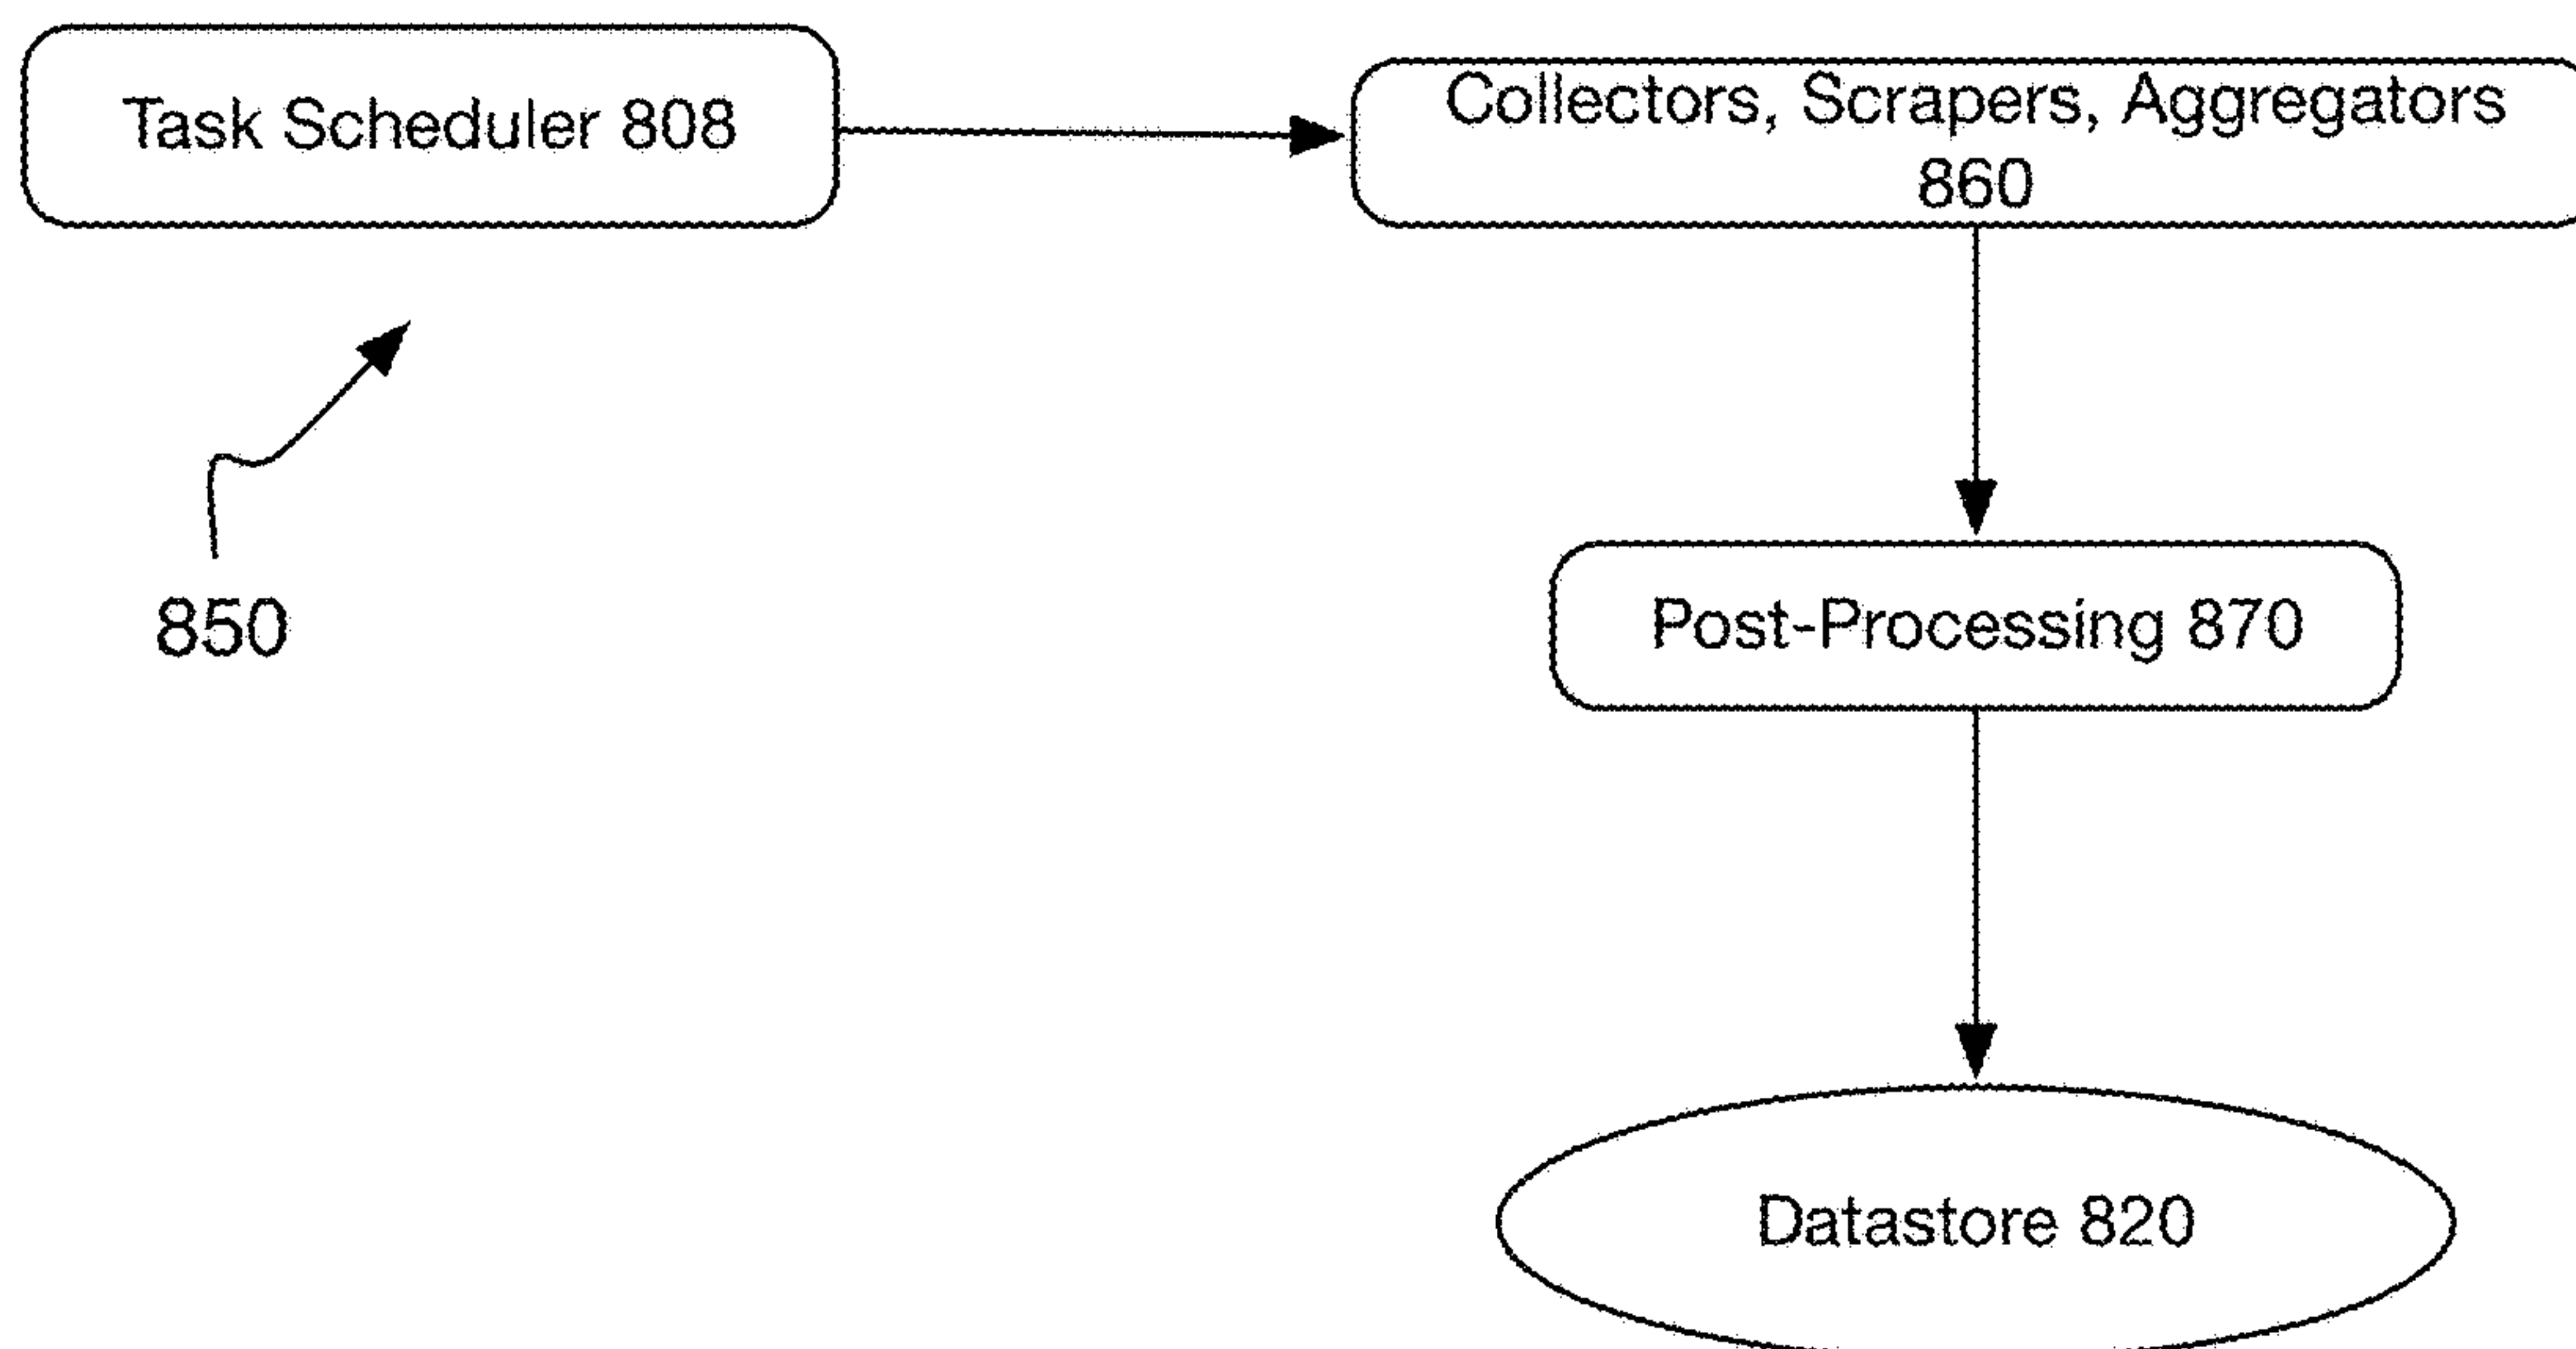 Task Scheduler 808
Collectors, Scrapers, Aggregators
860
850
Post-Processing 870
Datastore 820